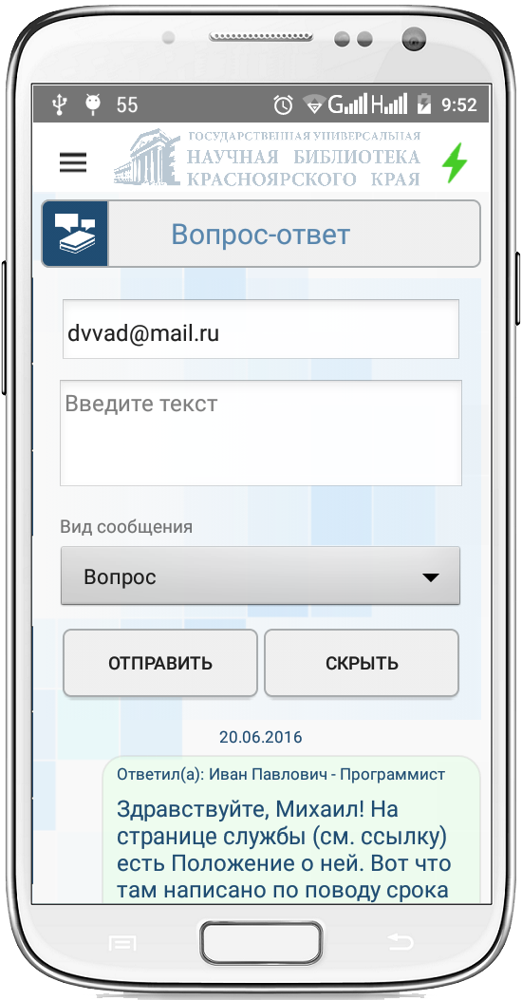 55
G
H
9:52
ГОСУДАРСТВЕННАЯ УНИВЕРСАЛЬНАЯ
НАУЧНАЯ БИБЛИОТЕКА
КРАСНОЯРСКОГО КРАЯ
Вопрос-ответ
dvvad@mail.ru
Введите текст
Вид сообщения
Вопрос
ОТПРАВИТЬ
СКРЫТЬ
20.06.2016
Ответил(а): Иван Павлович - Программист
Здравствуйте, Михаил! На
странице службы (см. ссылку)
есть Положение о ней. Вот что
там написано по поводу срока